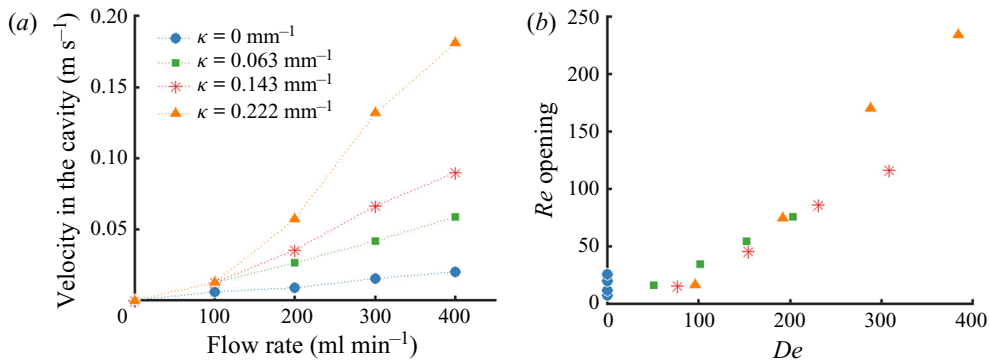 (a)
Velocity in the cavity (m s⁻¹)
0.20
0.15
0.10
0.05
0
100
200
300
400
Flow rate (ml min⁻¹)
κ = 0 mm⁻¹
κ = 0.063 mm⁻¹
κ = 0.143 mm⁻¹
κ = 0.222 mm⁻¹
(b)
Re opening
250
200
150
100
50
0
0
100
200
300
400
De